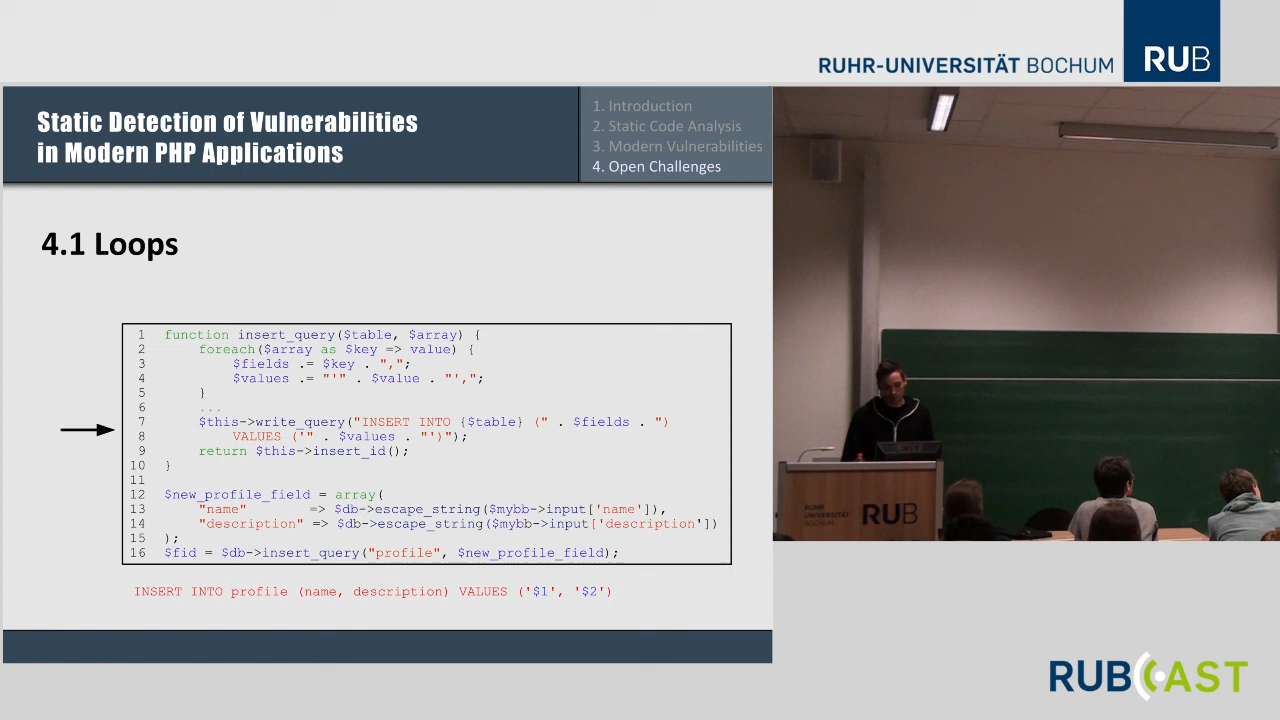 RUHR-UNIVERSITÄT BOCHUM
RUB
Static Detection of Vulnerabilities
in Modern PHP Applications
1. Introduction
2. Static Code Analysis
3. Modern Vulnerabilities
4. Open Challenges
4.1 Loops
1 function insert_query($table, $array) {
2 foreach($array as $key => value) {
3 $fields .= $key . ",";
4 $values .= "'" . $value . "',";
5 }
6 ...
7 $this->write_query("INSERT INTO {$table} (" . $fields . ")
8 VALUES ('" . $values . "')");
9 return $this->insert_id();
10 }
11
12 $new_profile_field = array(
13 "name" => $db->escape_string($mybb->input['name']),
14 "description" => $db->escape_string($mybb->input['description'])
15 );
16 $fid = $db->insert_query("profile", $new_profile_field);
INSERT INTO profile (name, description) VALUES ('$1', '$2')
RUHR
UNIVERSITÄT
BOCHUM
RUB
RUBCAST